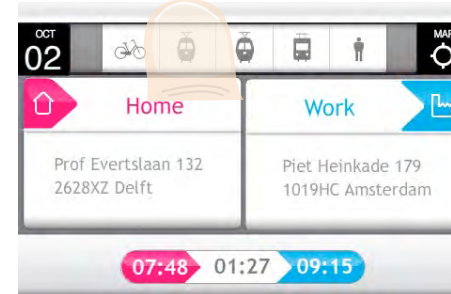 OCT
02
MAP
Home
Work
Prof Evertslaan 132
2628XZ Delft
Piet Heinkade 179
1019HC Amsterdam
07:48
01:27
09:15